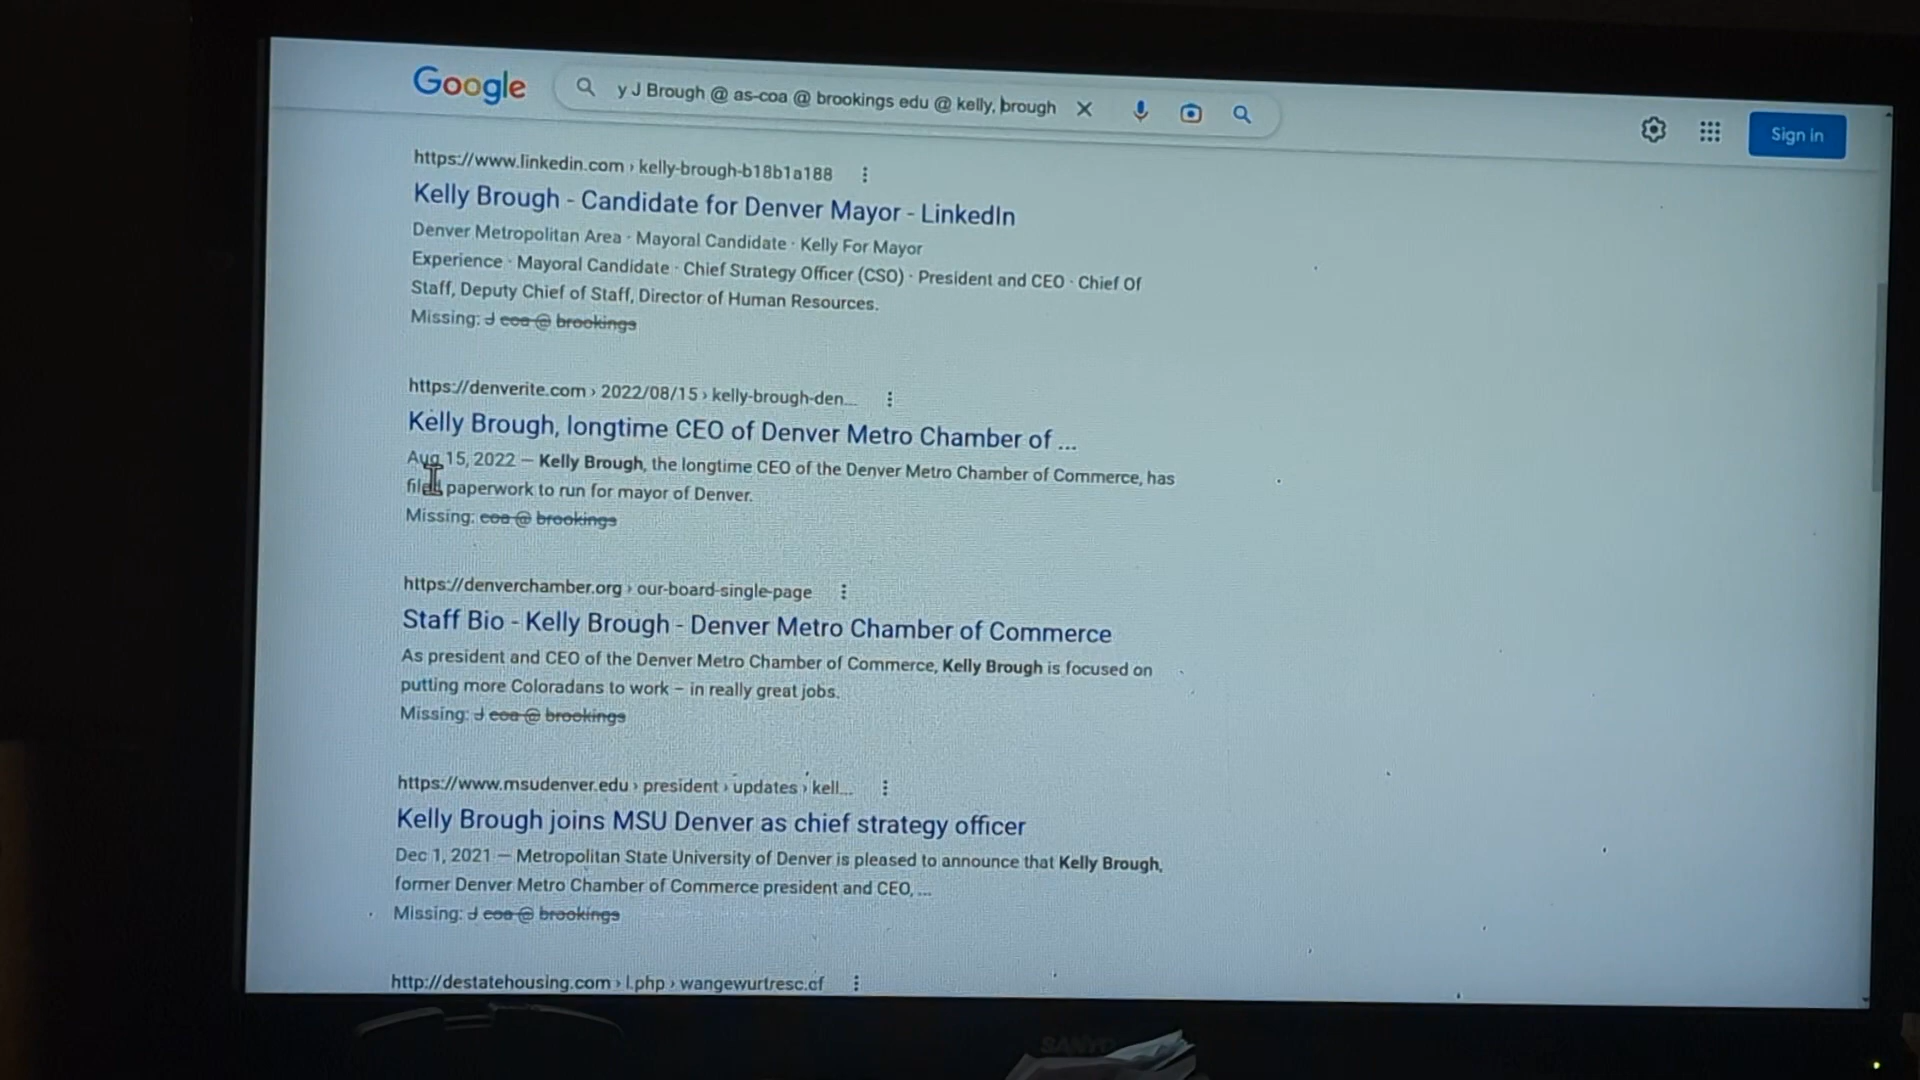 Google
y J Brough @ as-coa @ brookings edu @ kelly, brough
Sign in
https://www.linkedin.com › kelly-brough-b18b1a188
Kelly Brough - Candidate for Denver Mayor - LinkedIn
Denver Metropolitan Area · Mayoral Candidate · Kelly For Mayor
Experience · Mayoral Candidate · Chief Strategy Officer (CSO) · President and CEO · Chief Of
Staff, Deputy Chief of Staff, Director of Human Resources.
Missing: J coa @ brookings
https://denverite.com › 2022/08/15 › kelly-brough-den...
Kelly Brough, longtime CEO of Denver Metro Chamber of ...
Aug 15, 2022 — Kelly Brough, the longtime CEO of the Denver Metro Chamber of Commerce, has
filed paperwork to run for mayor of Denver.
Missing: coa @ brookings
https://denverchamber.org › our-board-single-page
Staff Bio - Kelly Brough - Denver Metro Chamber of Commerce
As president and CEO of the Denver Metro Chamber of Commerce, Kelly Brough is focused on
putting more Coloradans to work – in really great jobs.
Missing: J coa @ brookings
https://www.msudenver.edu › president › updates › kell...
Kelly Brough joins MSU Denver as chief strategy officer
Dec 1, 2021 — Metropolitan State University of Denver is pleased to announce that Kelly Brough,
former Denver Metro Chamber of Commerce president and CEO, ...
Missing: J coa @ brookings
http://destatehousing.com › l.php › wangewurtresc.cf
SANYO